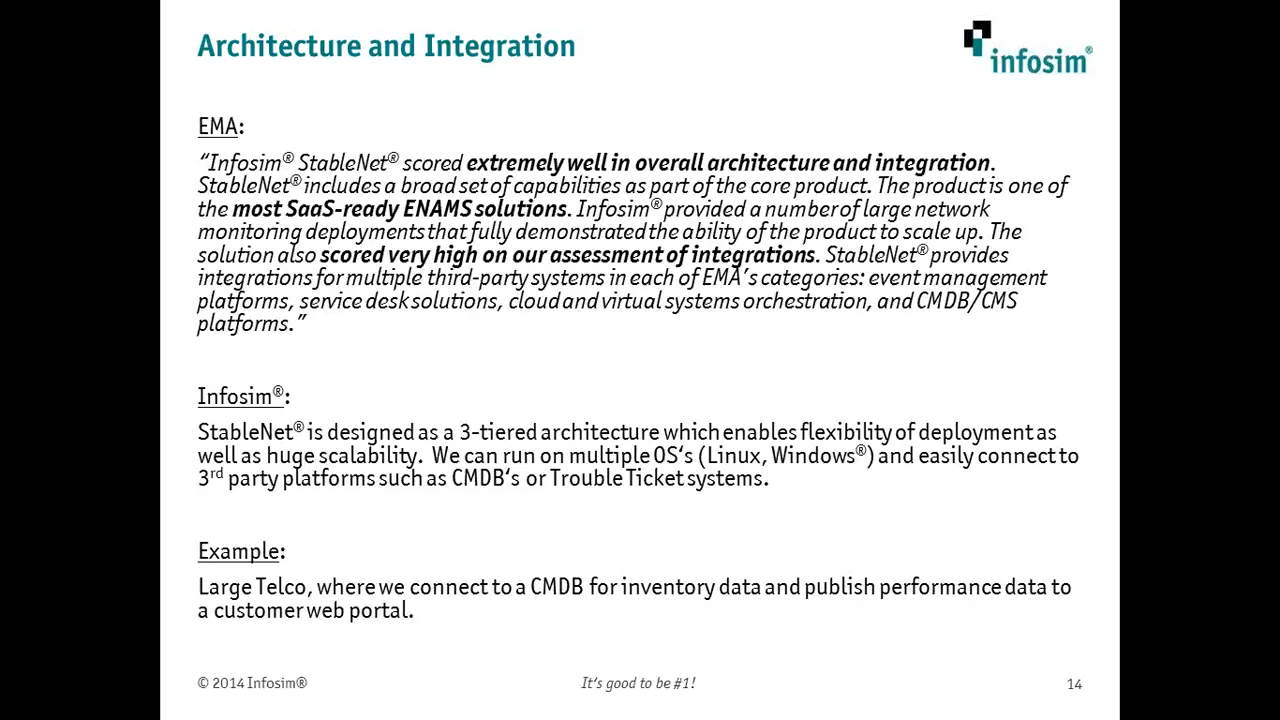 Architecture and Integration
infosim®
EMA:
“Infosim® StableNet® scored extremely well in overall architecture and integration.
StableNet® includes a broad set of capabilities as part of the core product. The product is one of
the most SaaS-ready ENAMS solutions. Infosim® provided a number of large network
monitoring deployments that fully demonstrated the ability of the product to scale up. The
solution also scored very high on our assessment of integrations. StableNet® provides
integrations for multiple third-party systems in each of EMA’s categories: event management
platforms, service desk solutions, cloud and virtual systems orchestration, and CMDB/CMS
platforms.”
Infosim®:
StableNet® is designed as a 3-tiered architecture which enables flexibility of deployment as
well as huge scalability. We can run on multiple OS‘s (Linux, Windows®) and easily connect to
3rd party platforms such as CMDB‘s or Trouble Ticket systems.
Example:
Large Telco, where we connect to a CMDB for inventory data and publish performance data to
a customer web portal.
© 2014 Infosim®
It’s good to be #1!
14